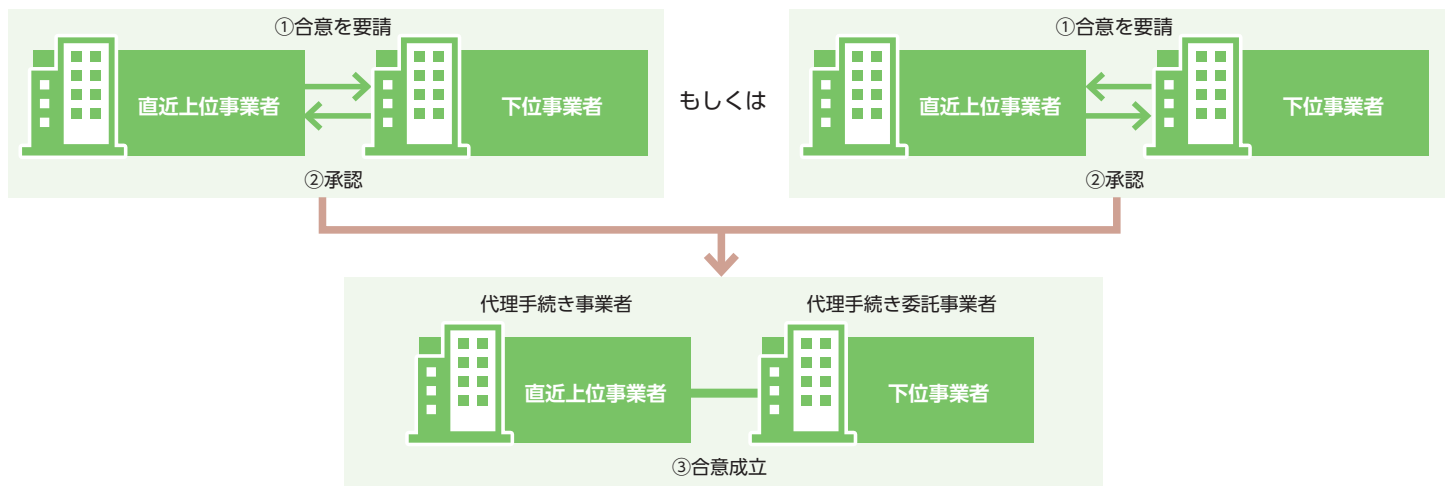 ①合意を要請
直近上位事業者
下位事業者
②承認
もしくは
①合意を要請
直近上位事業者
下位事業者
②承認
代理手続き事業者
代理手続き委託事業者
直近上位事業者
下位事業者
③合意成立